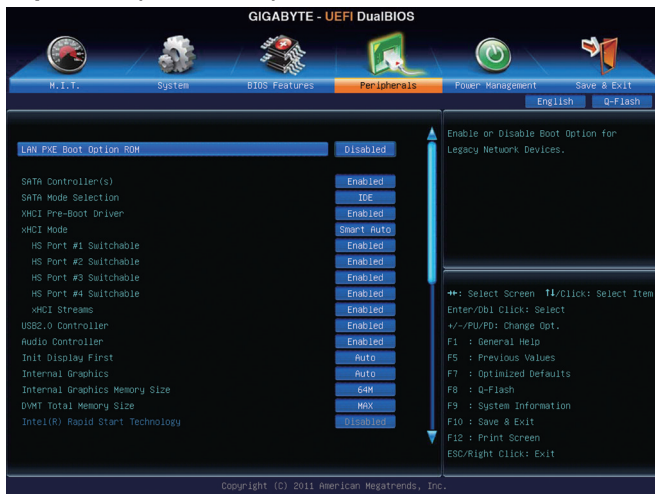 GIGABYTE - UEFI DualBIOS
M.I.T. System BIOS Features Peripherals Power Management Save & Exit
English Q-Flash
LAN PXE Boot Option ROM Disabled
SATA Controller(s) Enabled
SATA Mode Selection IDE
XHCI Pre-Boot Driver Enabled
xHCI Mode Smart Auto
HS Port #1 Switchable Enabled
HS Port #2 Switchable Enabled
HS Port #3 Switchable Enabled
HS Port #4 Switchable Enabled
xHCI Streams Enabled
USB2.0 Controller Enabled
Audio Controller Enabled
Init Display First Auto
Internal Graphics Auto
Internal Graphics Memory Size 64M
DVMT Total Memory Size MAX
Intel(R) Rapid Start Technology Disabled
Enable or Disable Boot Option for
Legacy Network Devices.
→←: Select Screen ↑↓/Click: Select Item
Enter/Dbl Click: Select
+/-/PU/PD: Change Opt.
F1 : General Help
F5 : Previous Values
F7 : Optimized Defaults
F8 : Q-Flash
F9 : System Information
F10 : Save & Exit
F12 : Print Screen
ESC/Right Click: Exit
Copyright (C) 2011 American Megatrends, Inc.